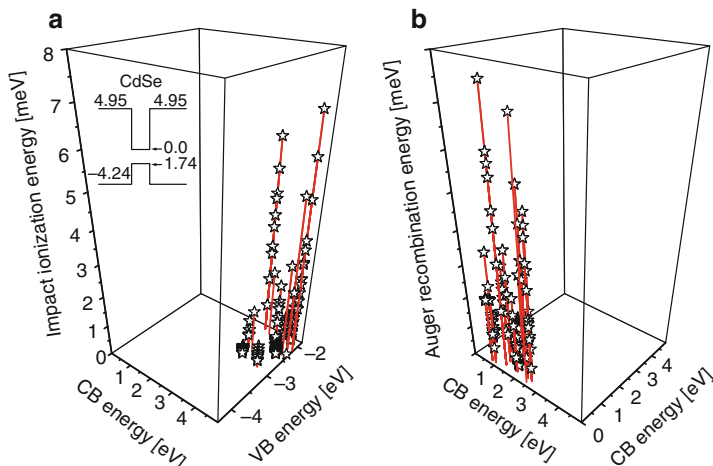 a
Impact ionization energy [meV]
8
7
6
5
4
3
2
1
0
CdSe
4.95 4.95
0.0
1.74
−4.24
1 2 3 4
CB energy [eV]
−4 −3 −2
VB energy [eV]
b
Auger recombination energy [meV]
1 2 3 4 5
CB energy [eV]
0 1 2 3 4
CB energy [eV]